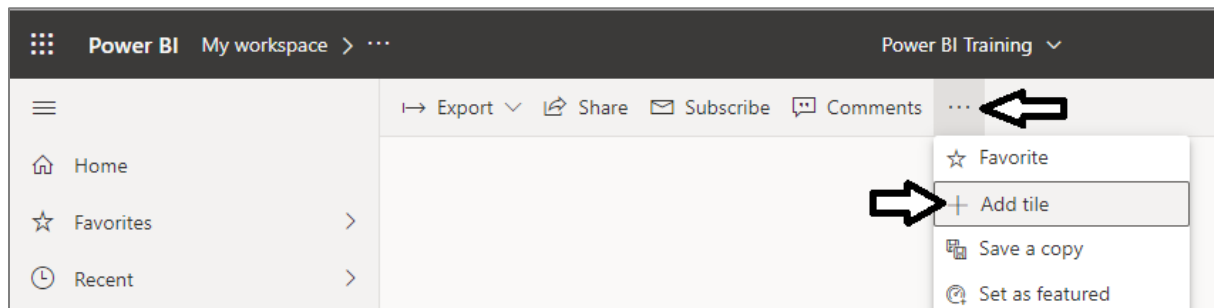 Power BI My workspace > ... Power BI Training
Export Share Subscribe Comments ...
Home
Favorites
Recent
Favorite
Add tile
Save a copy
Set as featured